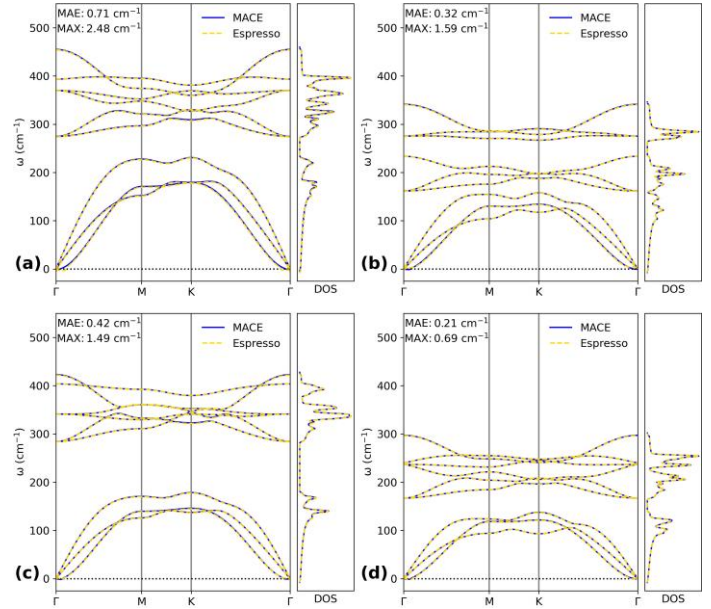 MAE: 0.71 cm⁻¹
MAX: 2.48 cm⁻¹
MACE
Espresso
500
400
300
200
100
0
ω (cm⁻¹)
(a)
Γ
M
K
Γ
DOS
MAE: 0.32 cm⁻¹
MAX: 1.59 cm⁻¹
MACE
Espresso
500
400
300
200
100
0
ω (cm⁻¹)
(b)
Γ
M
K
Γ
DOS
MAE: 0.42 cm⁻¹
MAX: 1.49 cm⁻¹
MACE
Espresso
500
400
300
200
100
0
ω (cm⁻¹)
(c)
Γ
M
K
Γ
DOS
MAE: 0.21 cm⁻¹
MAX: 0.69 cm⁻¹
MACE
Espresso
500
400
300
200
100
0
ω (cm⁻¹)
(d)
Γ
M
K
Γ
DOS